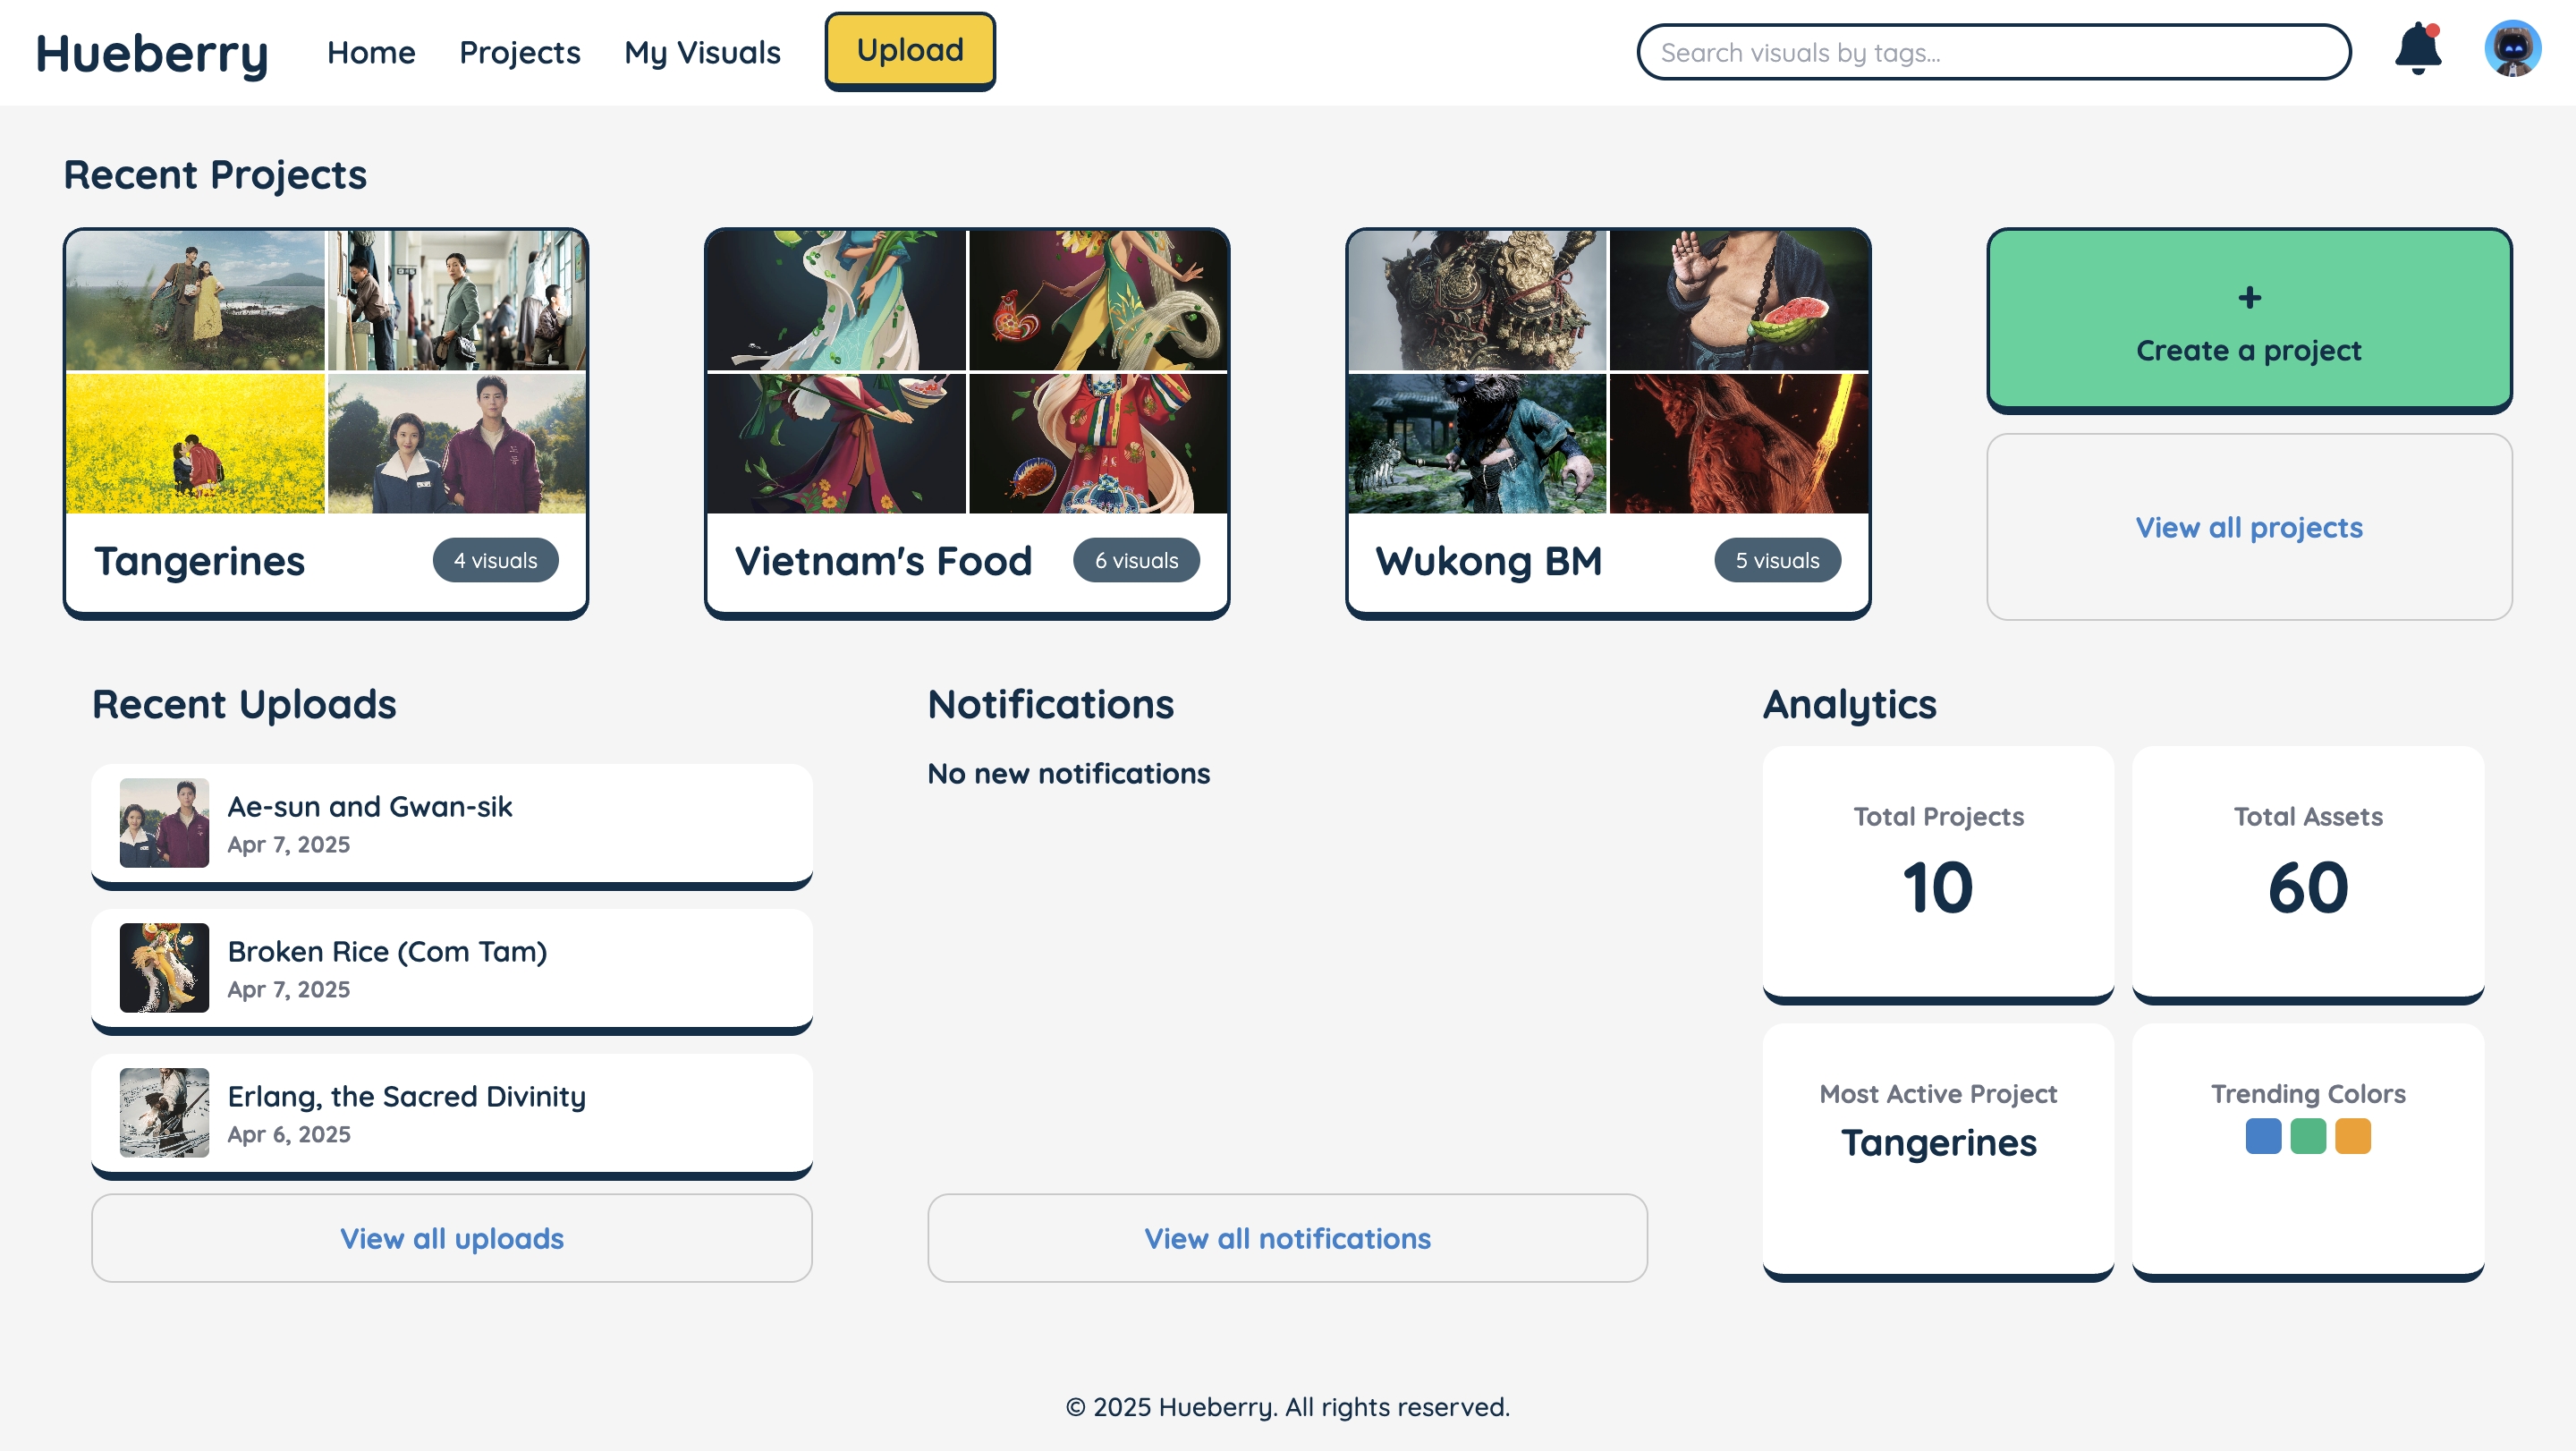 Hueberry
Home
Projects
My Visuals
Upload
Search visuals by tags...
Recent Projects
Tangerines
4 visuals
Vietnam's Food
6 visuals
Wukong BM
5 visuals
+
Create a project
View all projects
Recent Uploads
Ae-sun and Gwan-sik
Apr 7, 2025
Broken Rice (Com Tam)
Apr 7, 2025
Erlang, the Sacred Divinity
Apr 6, 2025
View all uploads
Notifications
No new notifications
View all notifications
Analytics
Total Projects
10
Total Assets
60
Most Active Project
Tangerines
Trending Colors
© 2025 Hueberry. All rights reserved.